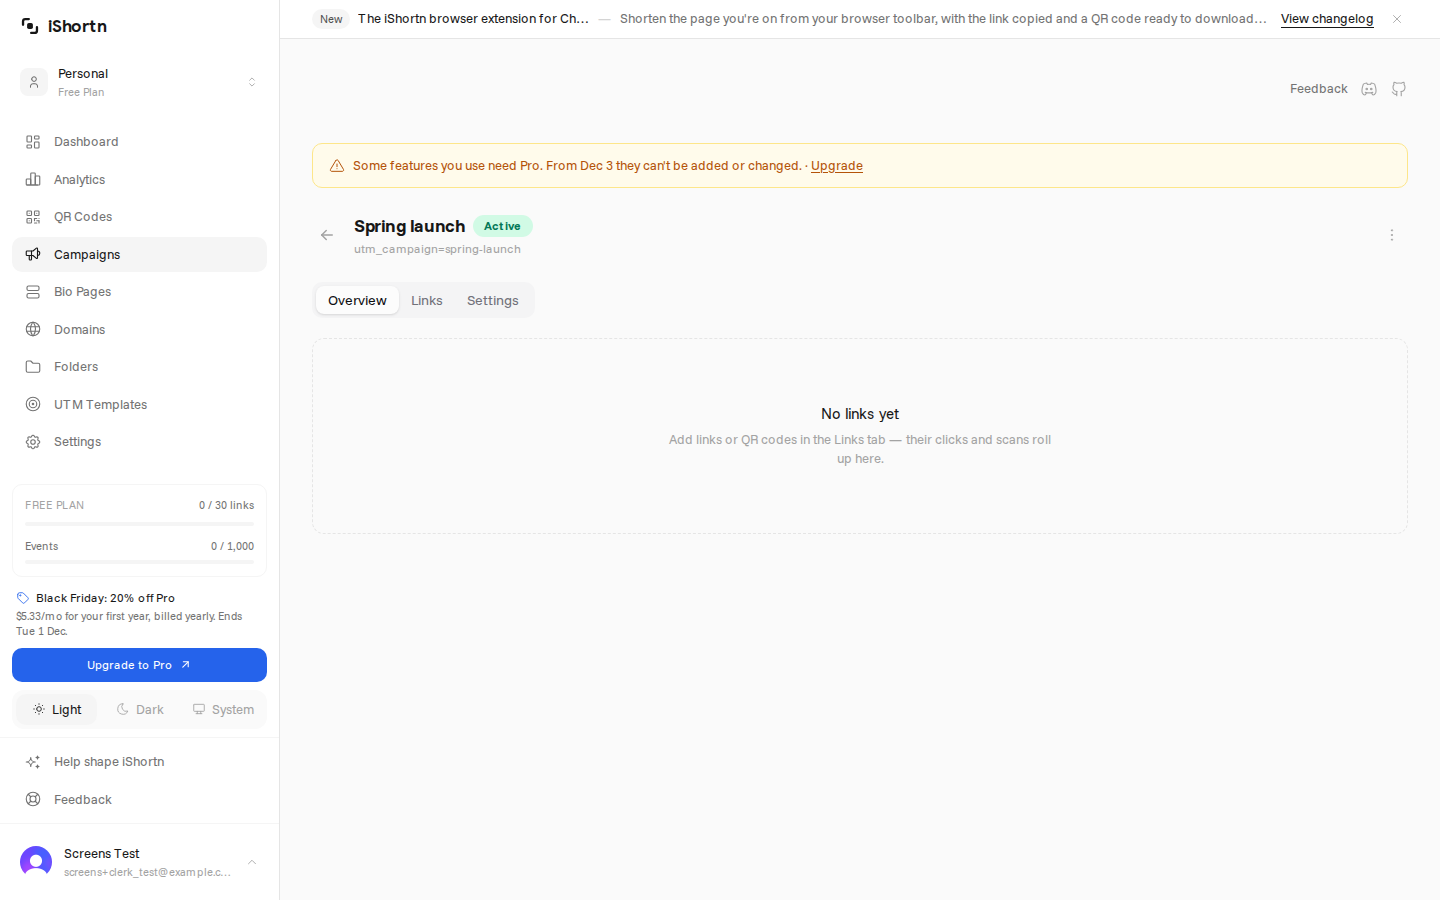 iShortn
Personal
Free Plan
Dashboard
Analytics
QR Codes
Campaigns
Bio Pages
Domains
Folders
UTM Templates
Settings
FREE PLAN 0 / 30 links
Events 0 / 1,000
Black Friday: 20% off Pro
$5.33/mo for your first year, billed yearly. Ends
Tue 1 Dec.
Upgrade to Pro
Light Dark System
Help shape iShortn
Feedback
Screens Test
screens+clerk_test@example.c...
New The iShortn browser extension for Ch... — Shorten the page you're on from your browser toolbar, with the link copied and a QR code ready to download... View changelog
Feedback
Some features you use need Pro. From Dec 3 they can't be added or changed. · Upgrade
Spring launch Active
utm_campaign=spring-launch
Overview Links Settings
No links yet
Add links or QR codes in the Links tab — their clicks and scans roll
up here.